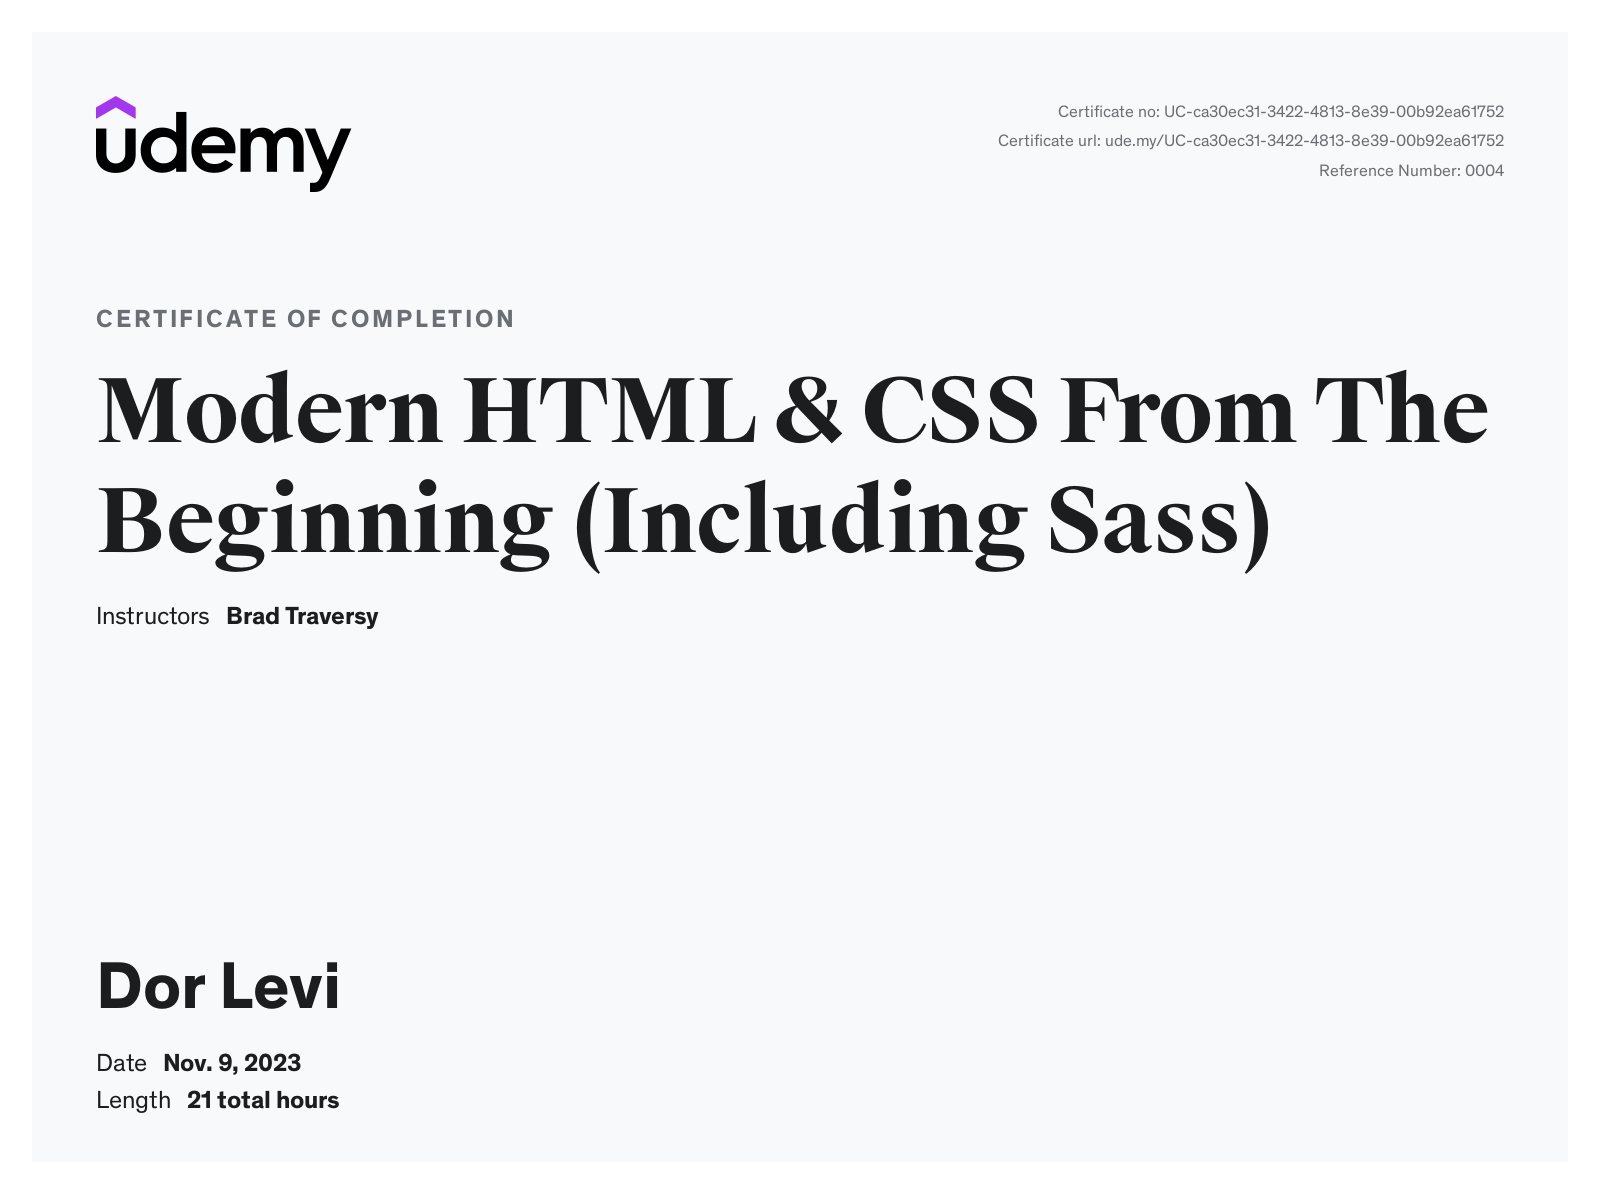 udemy
Certificate no: UC-ca30ec31-3422-4813-8e39-00b92ea61752
Certificate url: ude.my/UC-ca30ec31-3422-4813-8e39-00b92ea61752
Reference Number: 0004
CERTIFICATE OF COMPLETION
Modern HTML & CSS From The
Beginning (Including Sass)
Instructors Brad Traversy
Dor Levi
Date Nov. 9, 2023
Length 21 total hours